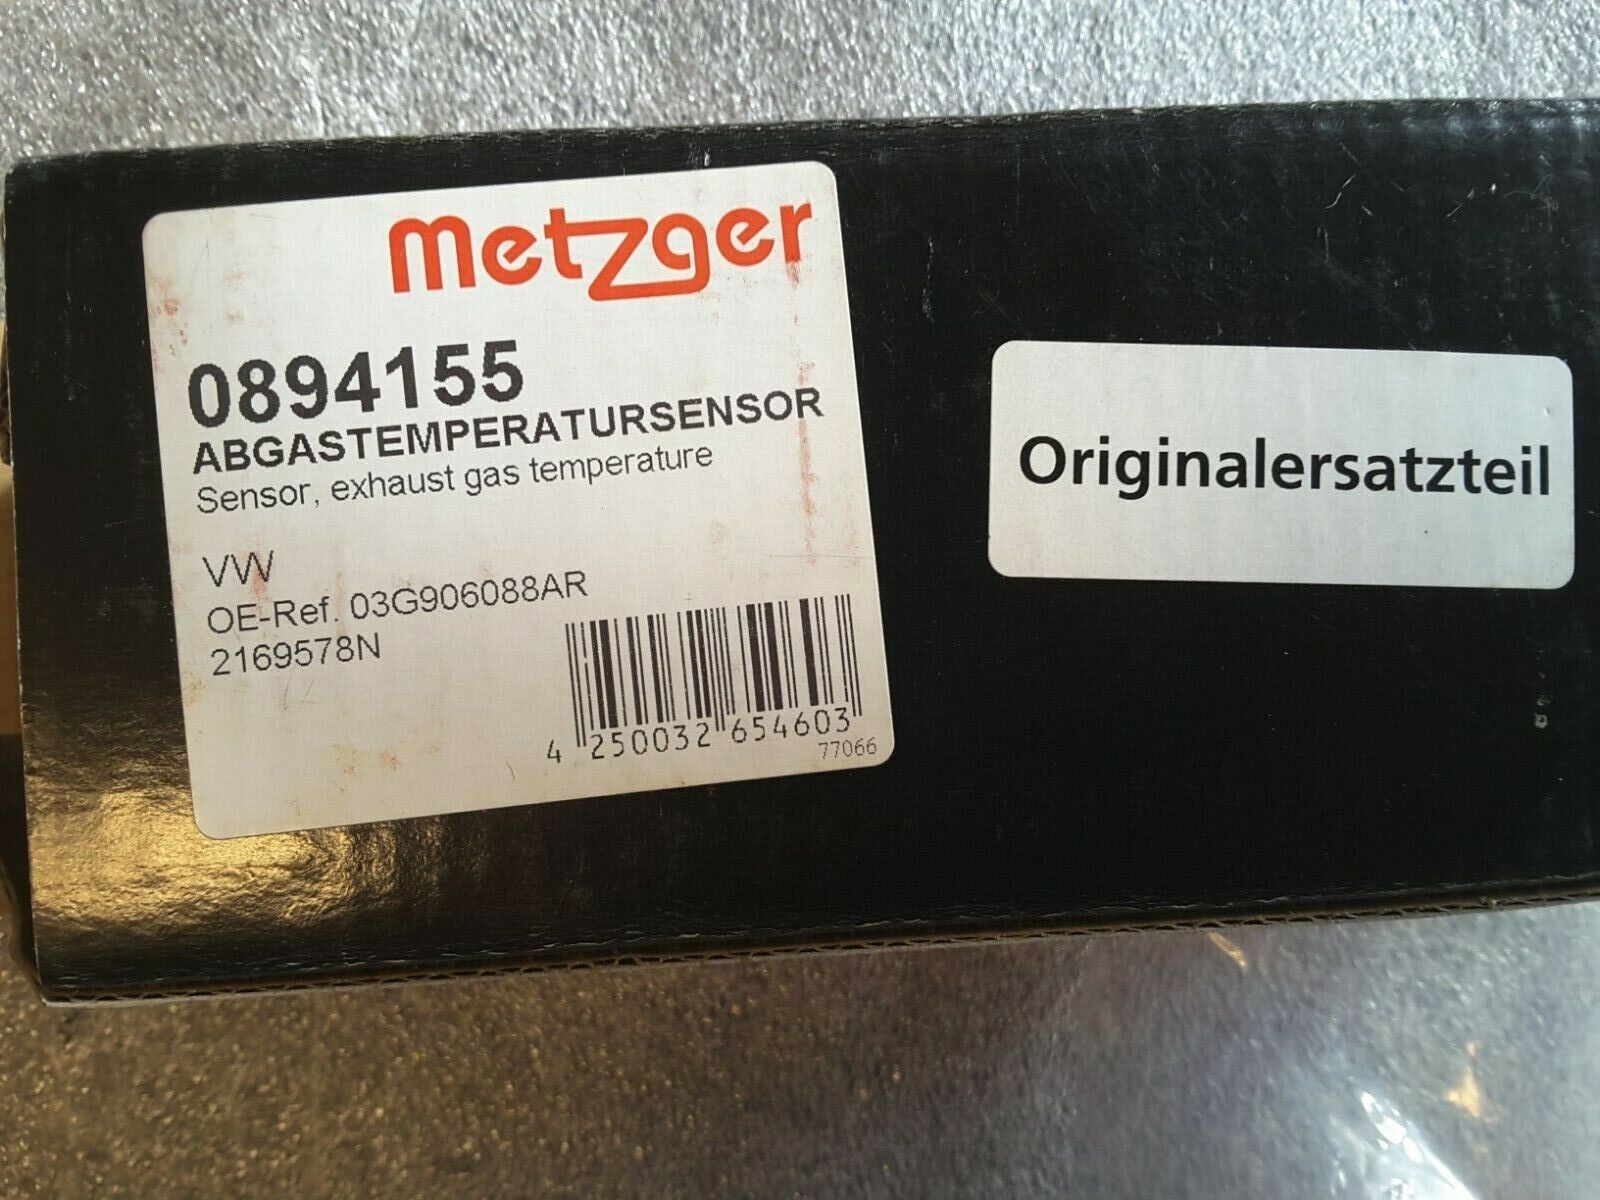 metzger
0894155
ABGASTEMPERATURSENSOR
Sensor, exhaust gas temperature
VW
OE-Ref. 03G906088AR
2169578N
4 250032 654603
77066
Originalersatzteil